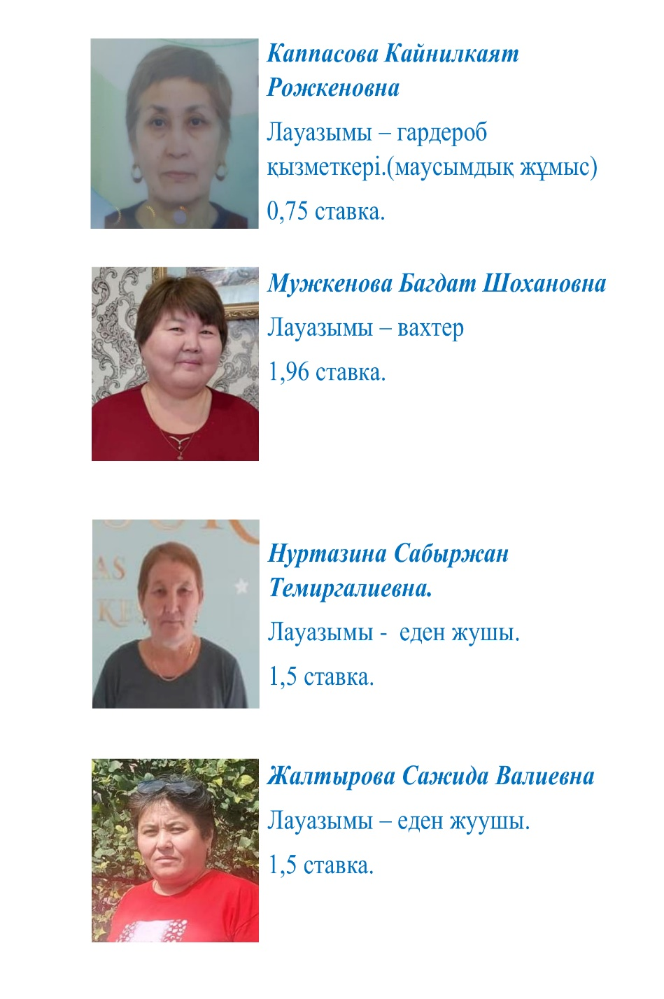 Каппасова Кайнилкаят
Рожкеновна
Лауазымы – гардероб
қызметкері.(маусымдық жұмыс)
0,75 ставка.
Мужкенова Багдат Шохановна
Лауазымы – вахтер
1,96 ставка.
AS
Нуртазина Сабыржан
Темиргалиевна.
Лауазымы -  еден жушы.
1,5 ставка.
Жалтырова Сажида Валиевна
Лауазымы – еден жуушы.
1,5 ставка.